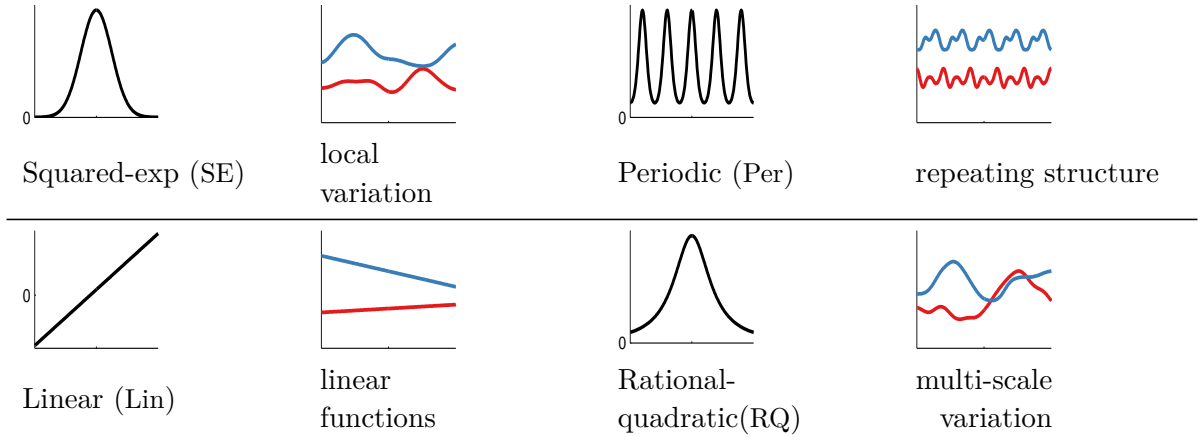 0
0
Squared-exp (SE)
local
variation
Periodic (Per)
repeating structure
0
0
Linear (Lin)
linear
functions
Rational-
quadratic(RQ)
multi-scale
variation